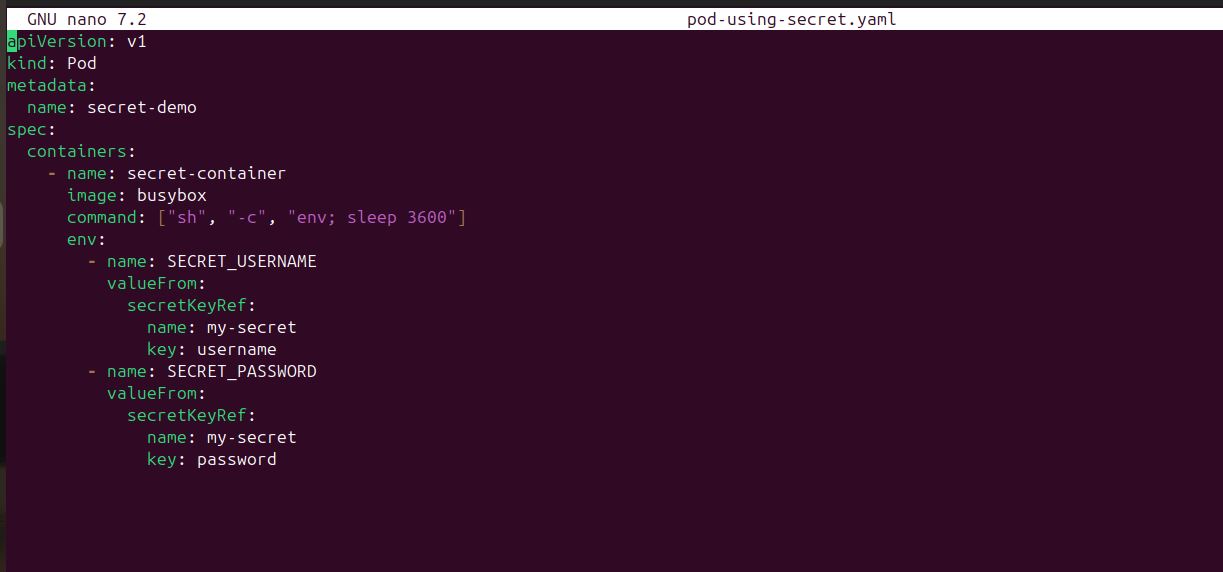 GNU nano 7.2 pod-using-secret.yaml
apiVersion: v1
kind: Pod
metadata:
  name: secret-demo
spec:
  containers:
    - name: secret-container
      image: busybox
      command: ["sh", "-c", "env; sleep 3600"]
      env:
        - name: SECRET_USERNAME
          valueFrom:
            secretKeyRef:
              name: my-secret
              key: username
        - name: SECRET_PASSWORD
          valueFrom:
            secretKeyRef:
              name: my-secret
              key: password